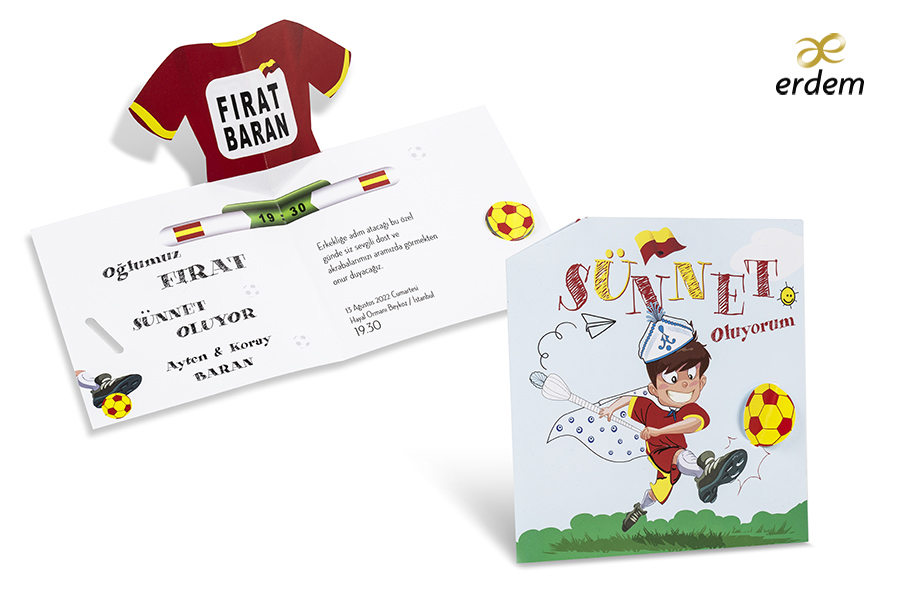 erdem
FIRAT
BARAN
19:30
Oğlumuz
FIRAT
SÜNNET
OLUYOR
Ayten & Koray
BARAN
Erkekliğe adım atacağı bu özel
günde siz sevgili dost ve
akrabalarımızı aramızda görmekten
onur duyacağız.
13 Ağustos 2022 Cumartesi
Hayal Ormanı Beykoz / İstanbul
19.30
SÜNNET
Oluyorum